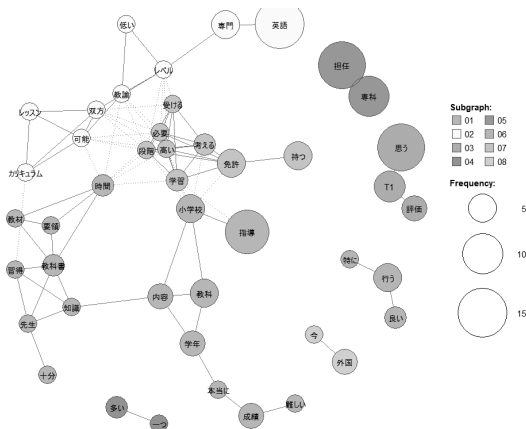 低い
専門
英語
レベル
担任
教諭
専科
受ける
レッスン
双方
必要
可能
考える
段階
高い
思う
免許
持つ
カリキュラム
学習
時間
T1
小学校
評価
教材
要領
指導
特に
習得
教科書
行う
内容
教科
知識
先生
良い
今
学年
外国
十分
本当に
多い
難しい
成績
一つ
Subgraph:
01 05
02 06
03 07
04 08
Frequency:
5
10
15